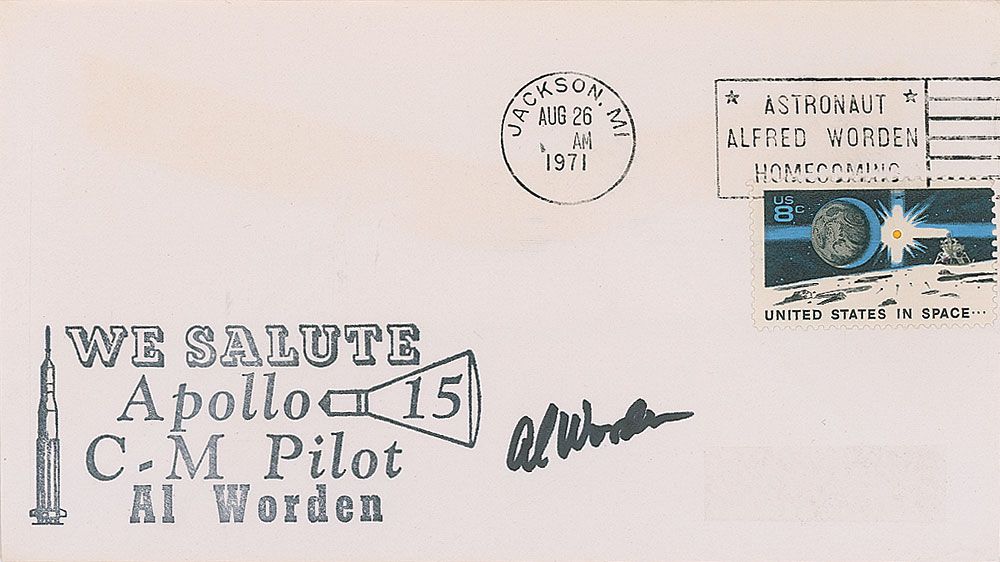 JACKSON, MI
AUG 26
AM
1971
ASTRONAUT
ALFRED WORDEN
HOMECOMING
US
8c
UNITED STATES IN SPACE...
WE SALUTE
Apollo 15
C-M Pilot
Al Worden
Al Worden